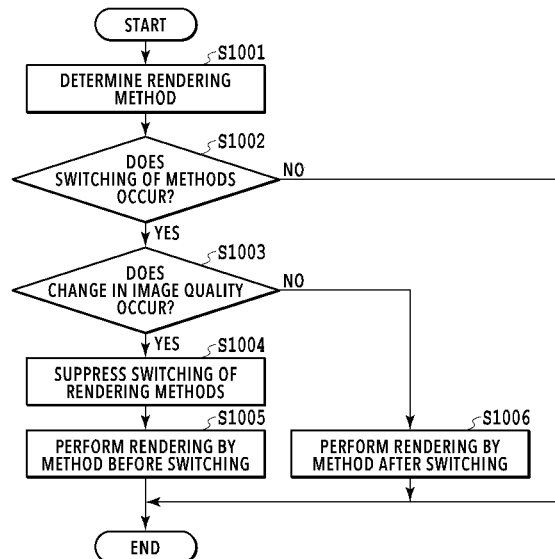 START
S1001
DETERMINE RENDERING
METHOD
S1002
DOES
SWITCHING OF METHODS
OCCUR?
NO
YES
S1003
DOES
CHANGE IN IMAGE QUALITY
OCCUR?
NO
YES
S1004
SUPPRESS SWITCHING OF
RENDERING METHODS
S1005
PERFORM RENDERING BY
METHOD BEFORE SWITCHING
S1006
PERFORM RENDERING BY
METHOD AFTER SWITCHING
END